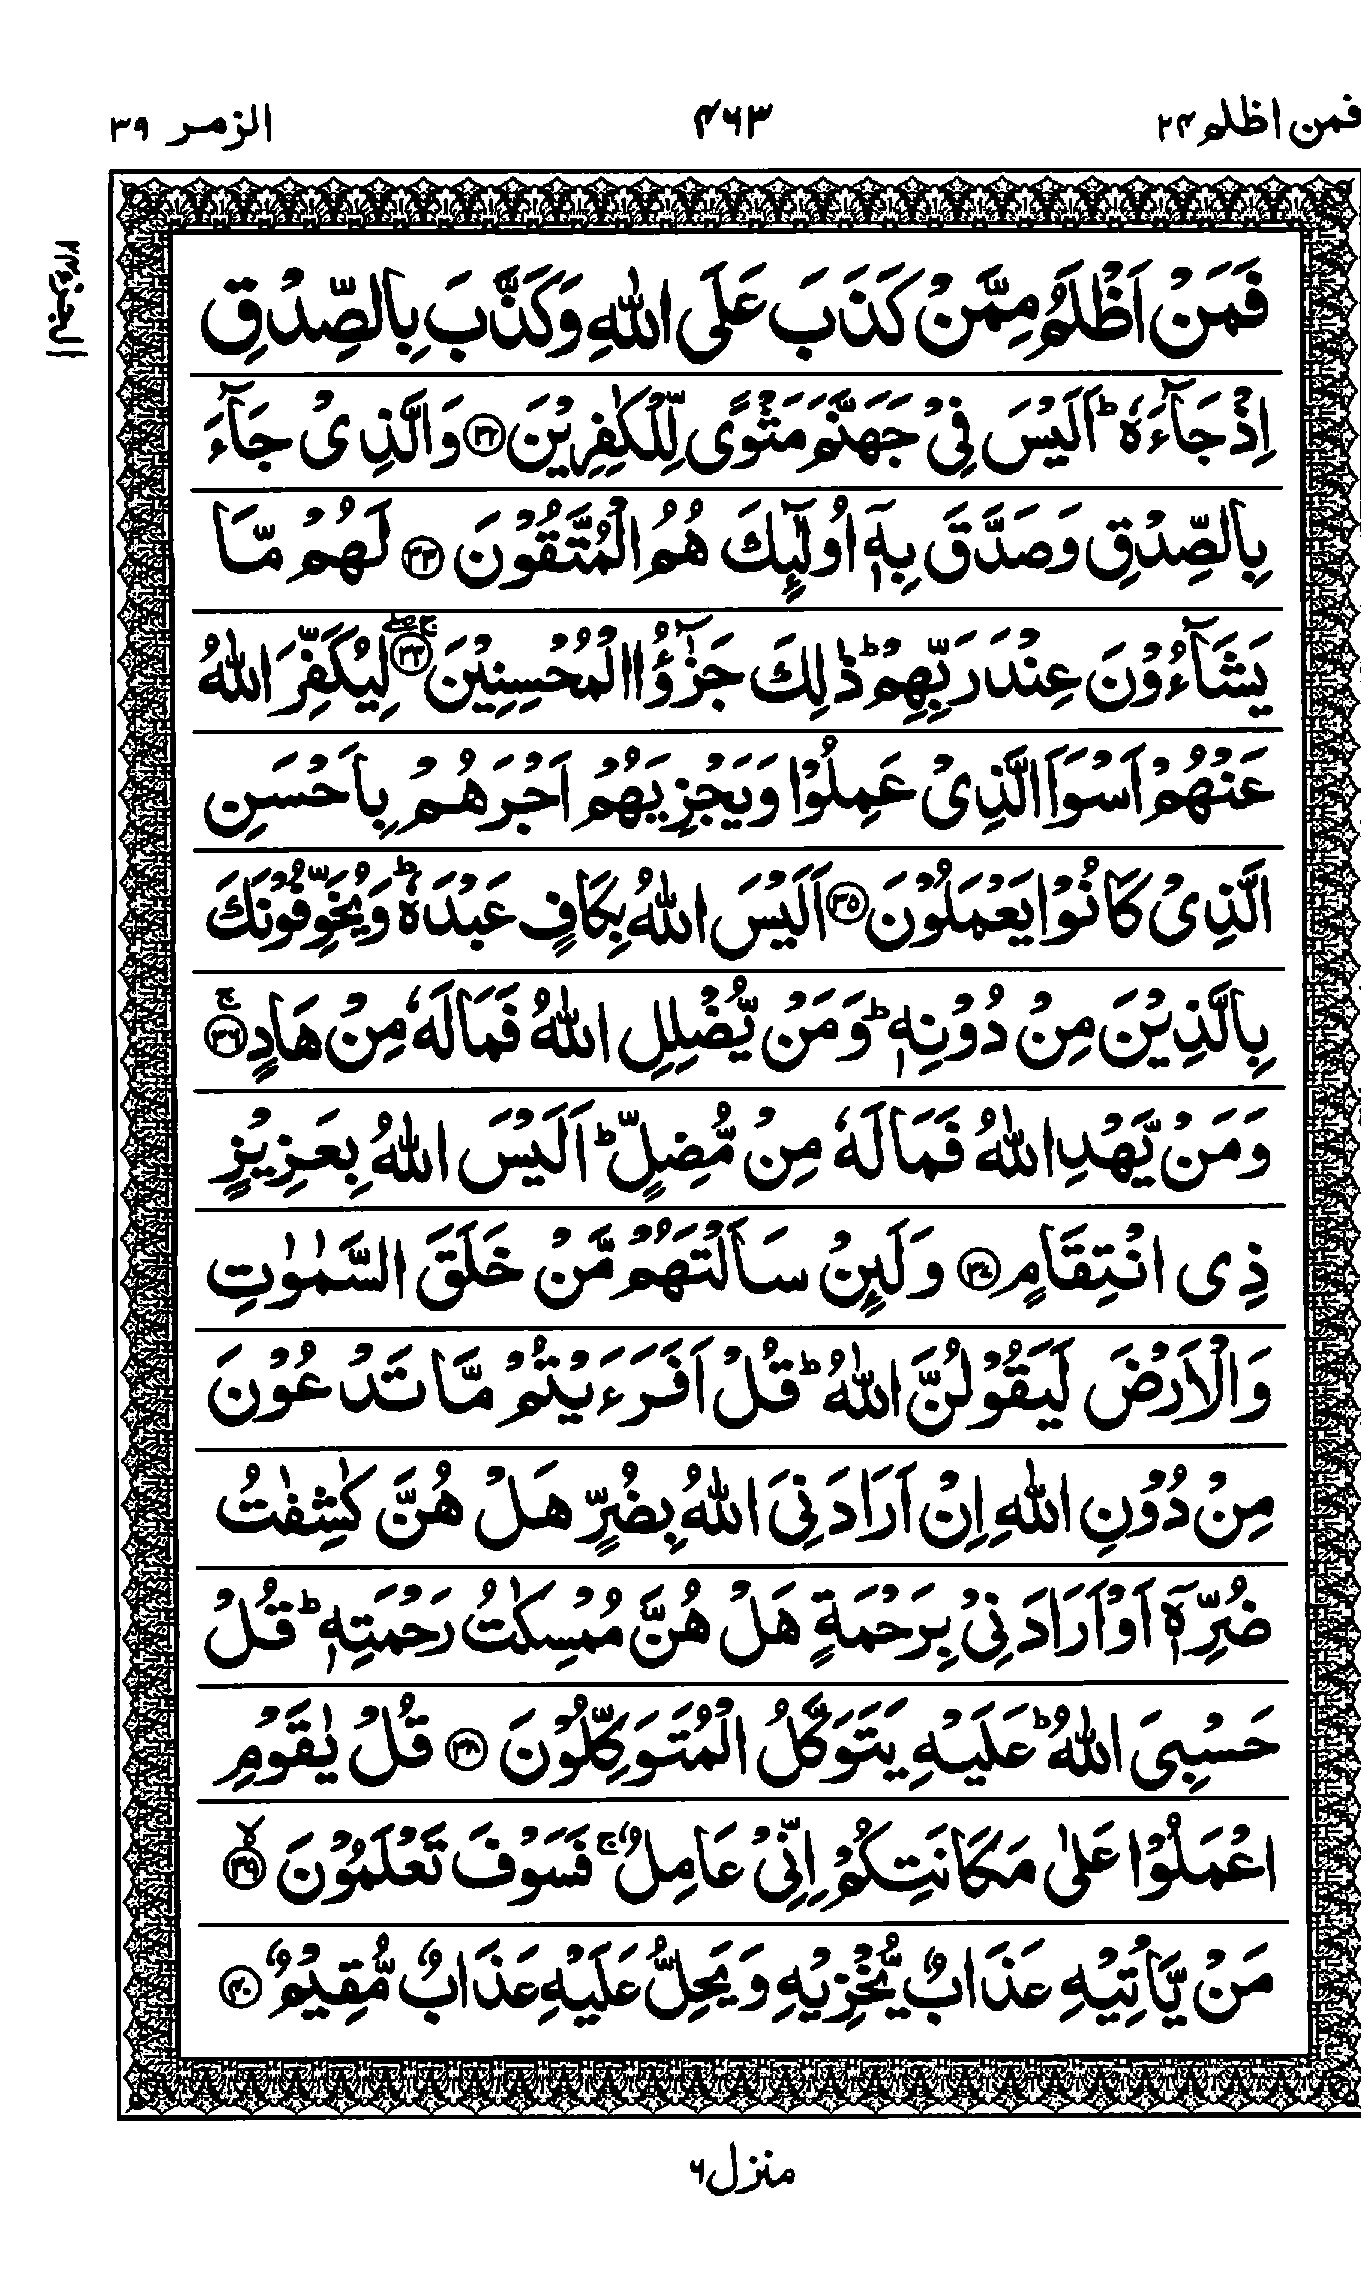 فمن اظلم ۲۴
۴۶۳
الزمر ۳۹
الجزء ۲۴
فَمَنْ اَظْلَمُ مِمَّنْ كَذَبَ عَلَى اللّٰهِ وَكَذَّبَ بِالصِّدْقِ
اِذْ جَآءَهٗ ؕ اَلَيْسَ فِيْ جَهَنَّمَ مَثْوًى لِّلْكٰفِرِيْنَ ۝۳۲ وَالَّذِيْ جَآءَ
بِالصِّدْقِ وَصَدَّقَ بِهٖۤ اُولٰٓئِكَ هُمُ الْمُتَّقُوْنَ ۝۳۳ لَهُمْ مَّا
يَشَآءُوْنَ عِنْدَ رَبِّهِمْ ؕ ذٰلِكَ جَزٰٓؤُا الْمُحْسِنِيْنَ ۝۳۴ۚۖ لِيُكَفِّرَ اللّٰهُ
عَنْهُمْ اَسْوَاَ الَّذِيْ عَمِلُوْا وَيَجْزِيَهُمْ اَجْرَهُمْ بِاَحْسَنِ
الَّذِيْ كَانُوْا يَعْمَلُوْنَ ۝۳۵ اَلَيْسَ اللّٰهُ بِكَافٍ عَبْدَهٗ ؕ وَيُخَوِّفُوْنَكَ
بِالَّذِيْنَ مِنْ دُوْنِهٖ ؕ وَمَنْ يُّضْلِلِ اللّٰهُ فَمَا لَهٗ مِنْ هَادٍ ۝۳۶ۚ
وَمَنْ يَّهْدِ اللّٰهُ فَمَا لَهٗ مِنْ مُّضِلٍّ ؕ اَلَيْسَ اللّٰهُ بِعَزِيْزٍ
ذِي انْتِقَامٍ ۝۳۷ وَلَئِنْ سَاَلْتَهُمْ مَّنْ خَلَقَ السَّمٰوٰتِ
وَالْاَرْضَ لَيَقُوْلُنَّ اللّٰهُ ؕ قُلْ اَفَرَءَيْتُمْ مَّا تَدْعُوْنَ
مِنْ دُوْنِ اللّٰهِ اِنْ اَرَادَنِيَ اللّٰهُ بِضُرٍّ هَلْ هُنَّ كٰشِفٰتُ
ضُرِّهٖۤ اَوْ اَرَادَنِيْ بِرَحْمَةٍ هَلْ هُنَّ مُمْسِكٰتُ رَحْمَتِهٖ ؕ قُلْ
حَسْبِيَ اللّٰهُ ؕ عَلَيْهِ يَتَوَكَّلُ الْمُتَوَكِّلُوْنَ ۝۳۸ قُلْ يٰقَوْمِ
اعْمَلُوْا عَلٰى مَكَانَتِكُمْ اِنِّيْ عَامِلٌ ۚ فَسَوْفَ تَعْلَمُوْنَ ۝۳۹ۙ
مَنْ يَّاْتِيْهِ عَذَابٌ يُّخْزِيْهِ وَيَحِلُّ عَلَيْهِ عَذَابٌ مُّقِيْمٌ ۝۴۰
منزل ۶